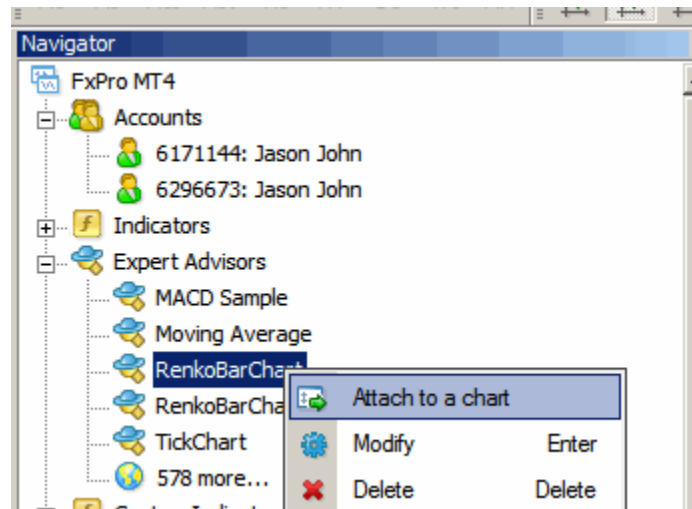 Navigator
FxPro MT4
Accounts
6171144: Jason John
6296673: Jason John
Indicators
Expert Advisors
MACD Sample
Moving Average
RenkoBarChart
RenkoBarCha
Attach to a chart
TickChart
Modify Enter
578 more...
Delete Delete